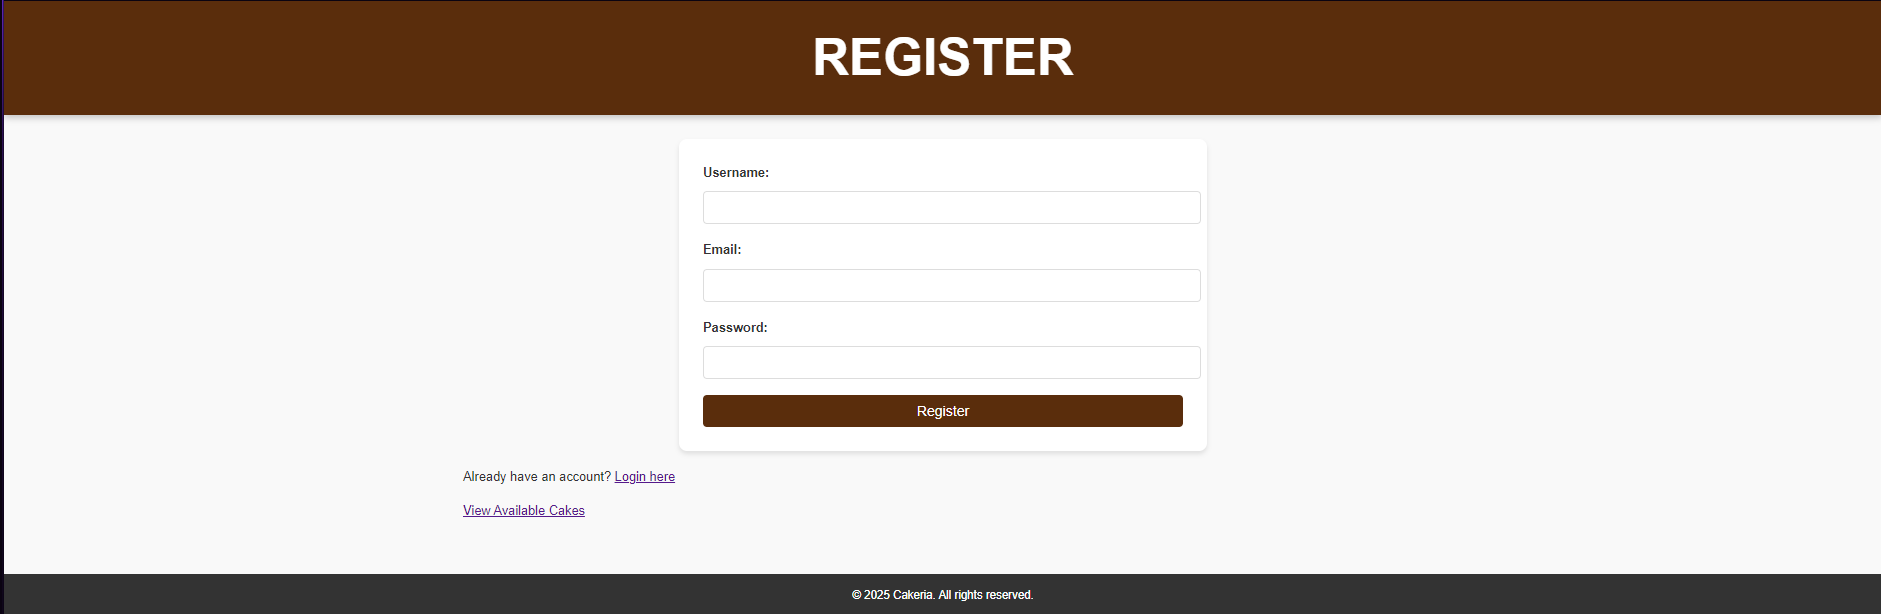 REGISTER
Username:
Email:
Password:
Register
Already have an account? Login here
View Available Cakes
© 2025 Cakeria. All rights reserved.